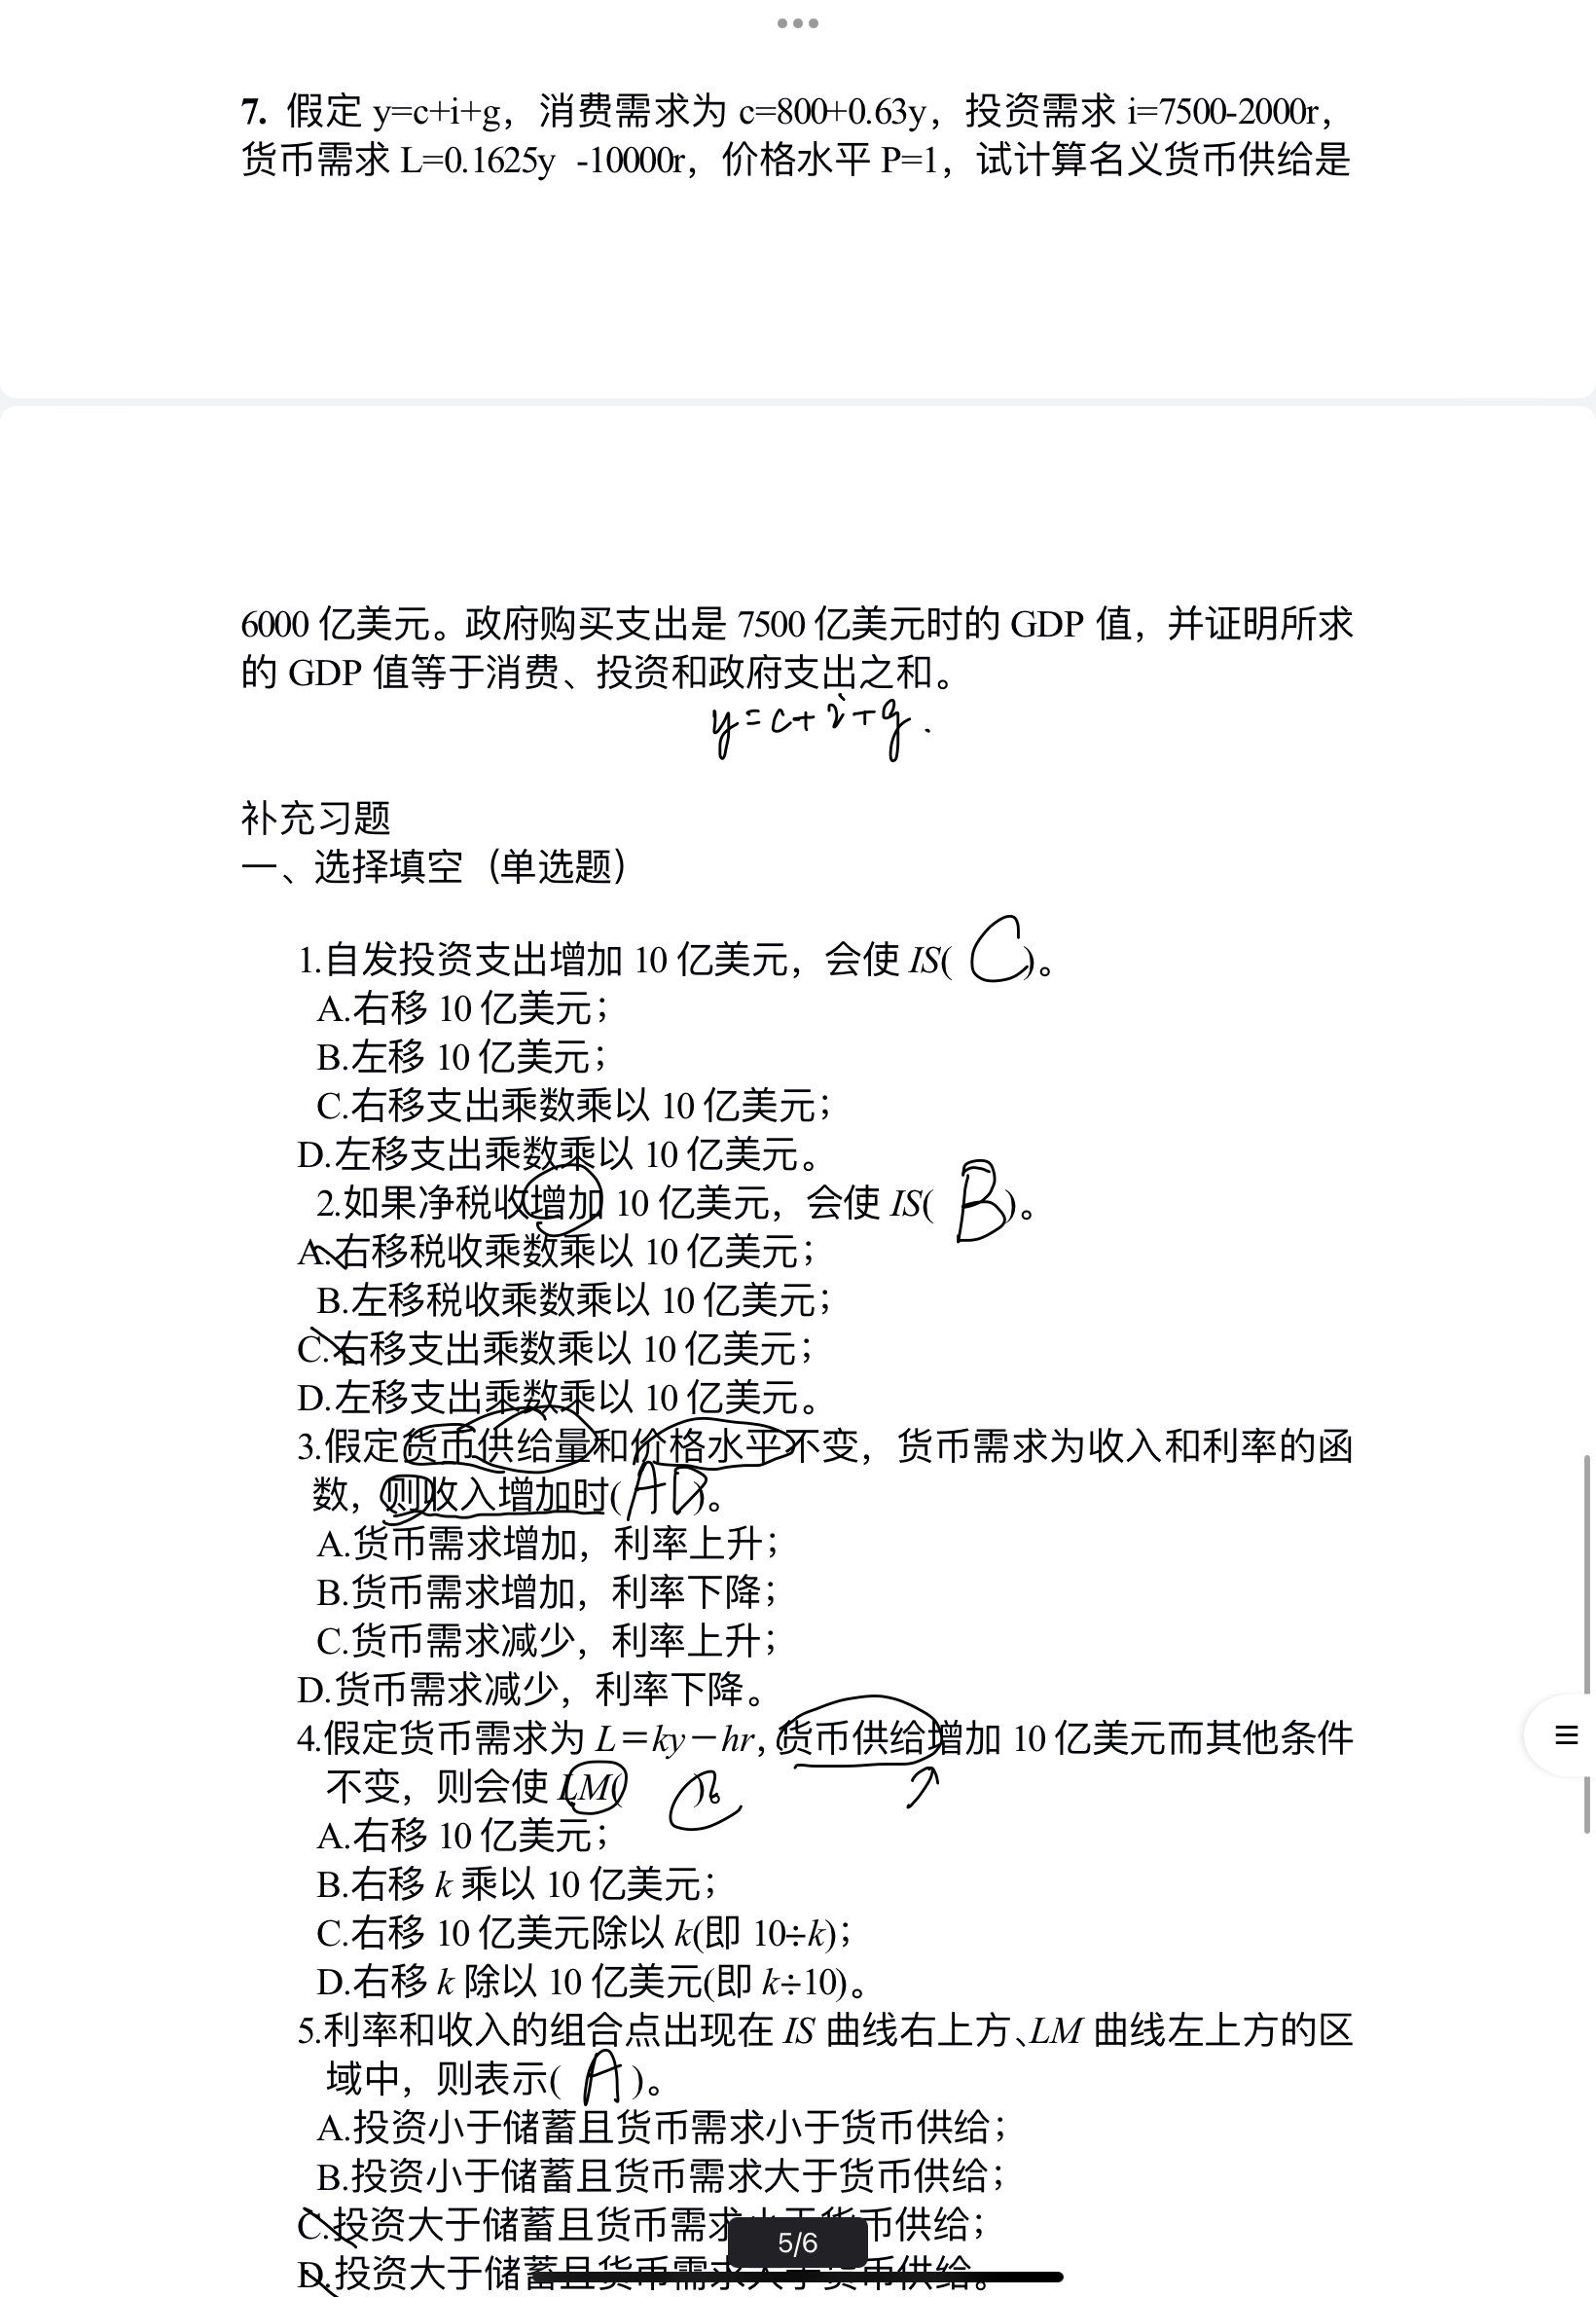 7. 假定 y=c+i+g，消费需求为 c=800+0.63y，投资需求 i=7500-2000r，
货币需求 L=0.1625y -10000r，价格水平 P=1，试计算名义货币供给是
6000 亿美元。政府购买支出是 7500 亿美元时的 GDP 值，并证明所求
的 GDP 值等于消费、投资和政府支出之和。
y=c+i+g.
补充习题
一、选择填空（单选题）
1.自发投资支出增加 10 亿美元，会使 IS( C )。
A.右移 10 亿美元；
B.左移 10 亿美元；
C.右移支出乘数乘以 10 亿美元；
D.左移支出乘数乘以 10 亿美元。
2.如果净税收增加 10 亿美元，会使 IS( B )。
A.右移税收乘数乘以 10 亿美元；
B.左移税收乘数乘以 10 亿美元；
C.右移支出乘数乘以 10 亿美元；
D.左移支出乘数乘以 10 亿美元。
3.假定货币供给量和价格水平不变，货币需求为收入和利率的函
数，则收入增加时( A D )。
A.货币需求增加，利率上升；
B.货币需求增加，利率下降；
C.货币需求减少，利率上升；
D.货币需求减少，利率下降。
4.假定货币需求为 L＝ky－hr, 货币供给增加 10 亿美元而其他条件
不变，则会使 LM( C )。
A.右移 10 亿美元；
B.右移 k 乘以 10 亿美元；
C.右移 10 亿美元除以 k(即 10÷k)；
D.右移 k 除以 10 亿美元(即 k÷10)。
5.利率和收入的组合点出现在 IS 曲线右上方、LM 曲线左上方的区
域中，则表示( A )。
A.投资小于储蓄且货币需求小于货币供给；
B.投资小于储蓄且货币需求大于货币供给；
C.投资大于储蓄且货币需求小于货币供给；
D.投资大于储蓄且货币需求大于货币供给。
5/6